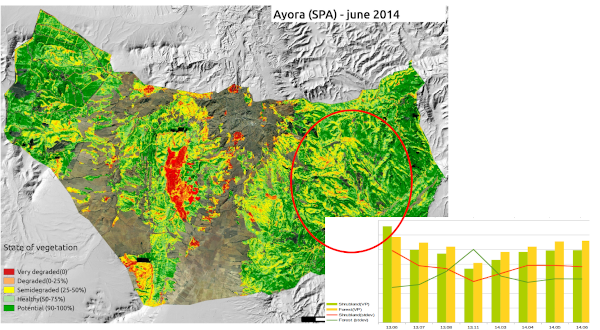 Ayora (SPA) - june 2014
State of vegetation
Very degraded(0)
Degraded(0-25%)
Semidegraded (25-50%)
Healthy(50-75%)
Potential (90-100%)
Shrubland(VP)
Forest(VP)
Shrubland(stdev)
Forest (stdev)
13.06 13.07 13.09 13.11 14.02 14.04 14.05 14.06